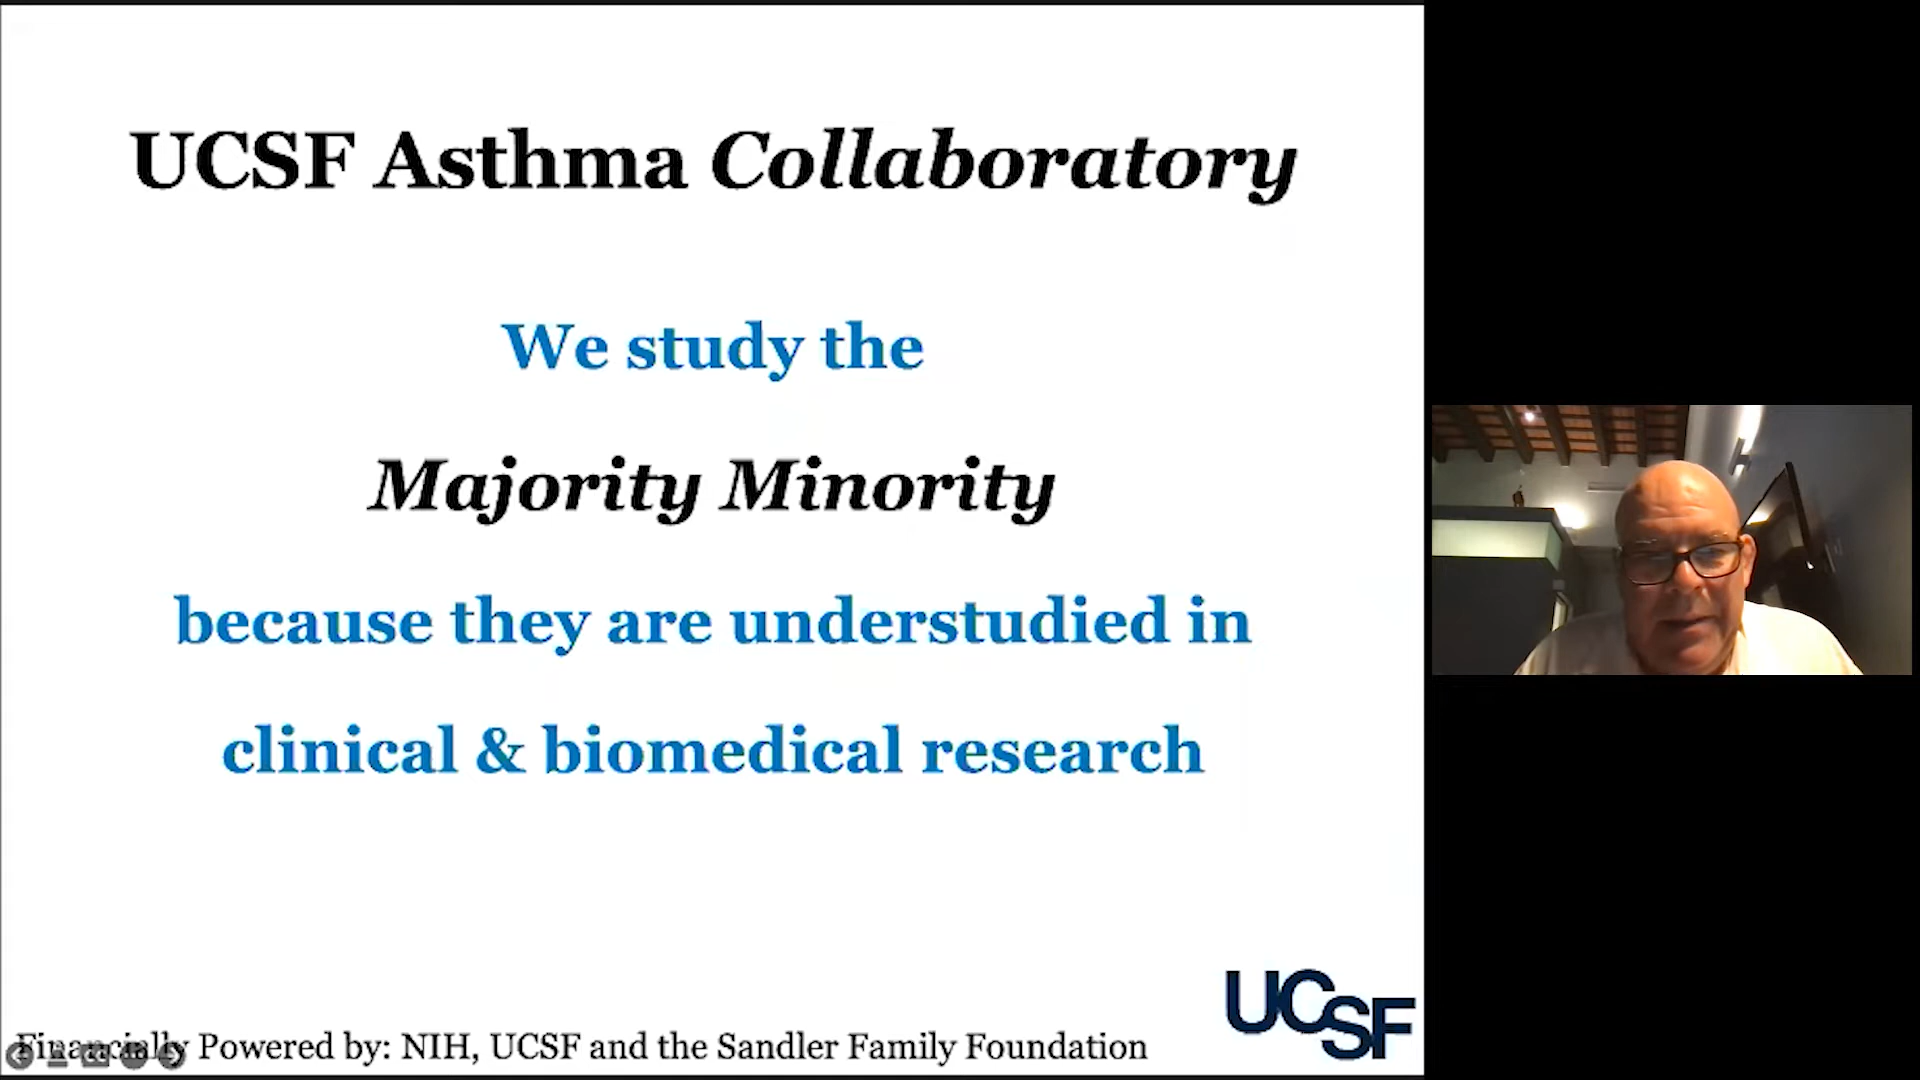 UCSF Asthma Collaboratory
We study the
Majority Minority
because they are understudied in
clinical & biomedical research
UCSF
Financially Powered by: NIH, UCSF and the Sandler Family Foundation